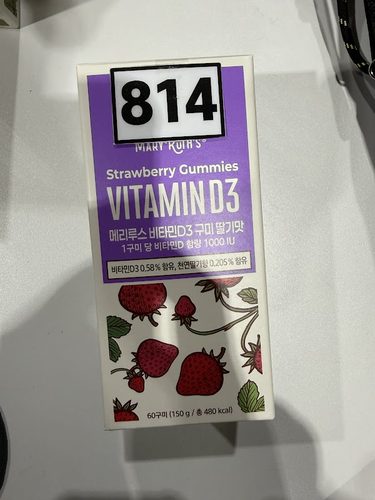 814
MARY RUTH'S®
Strawberry Gummies
VITAMIN D3
메리루스 비타민D3 구미 딸기맛
1구미 당 비타민D 함량 1000 IU
비타민D3 0.58% 함유, 천연딸기향 0.205% 함유
60구미 (150 g / 총 480 kcal)